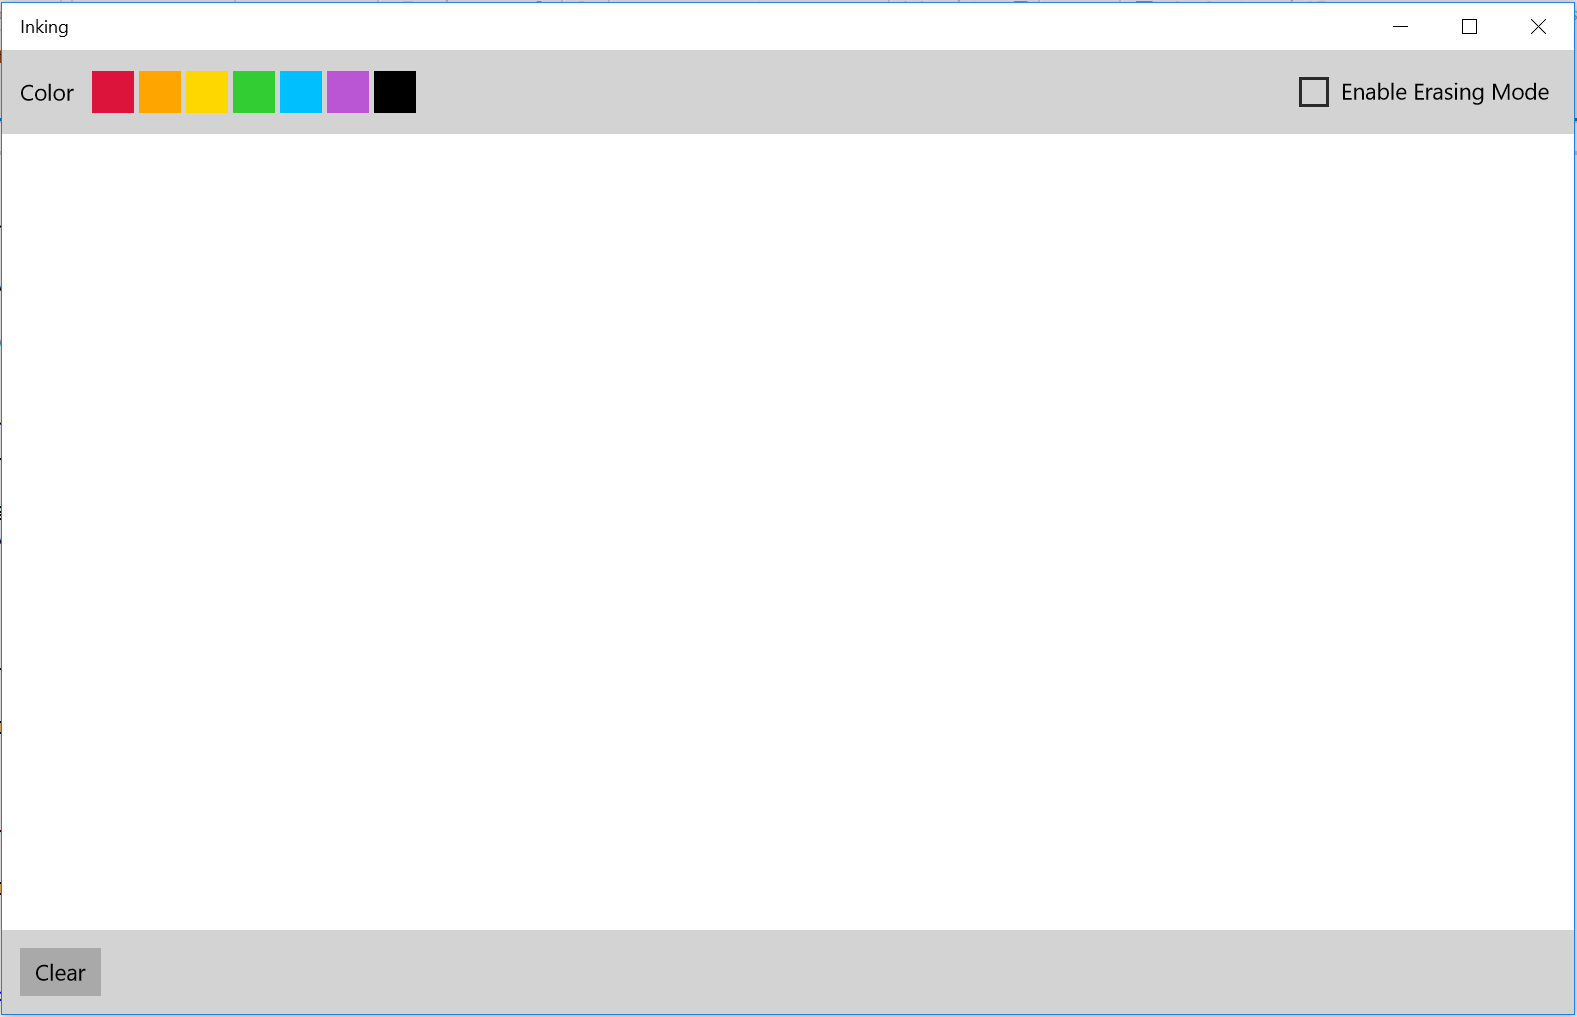 Inking
Color
Enable Erasing Mode
Clear